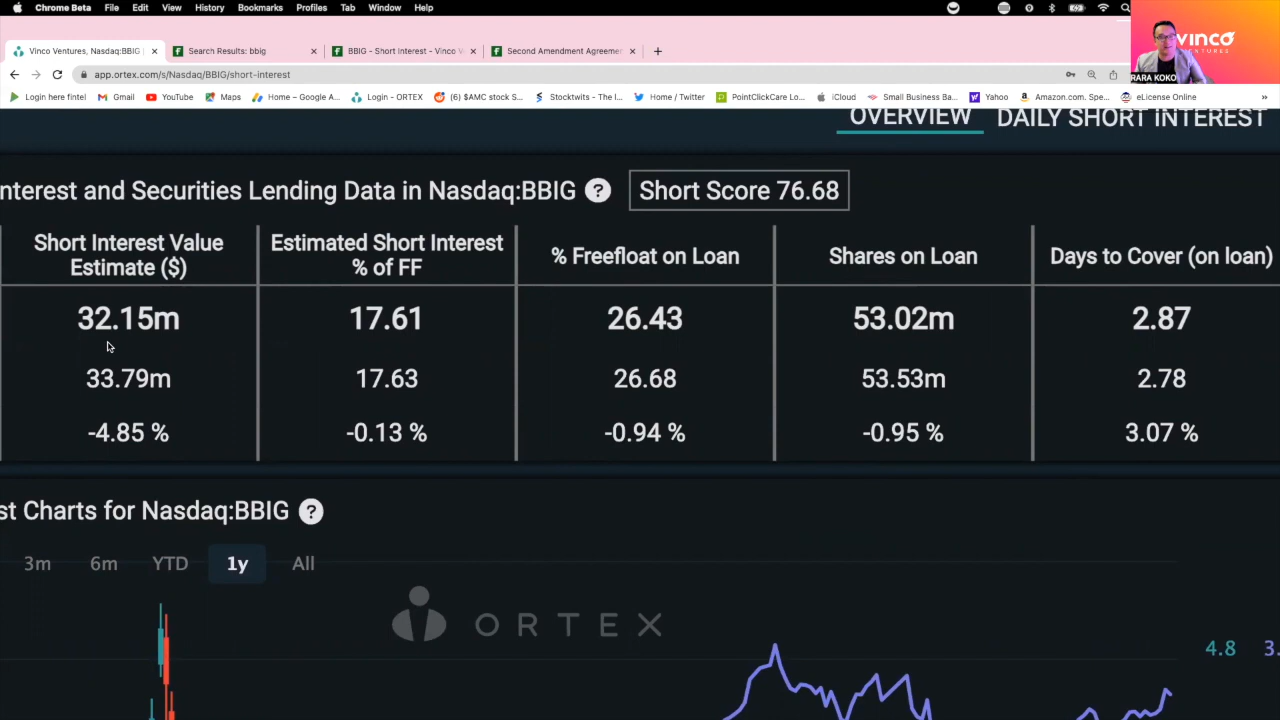 Chrome Beta File Edit View History Bookmarks Profiles Tab Window Help
Vinco Ventures, Nasdaq:BBIG | Search Results: bbig BBIG - Short Interest - Vinco V Second Amendment Agreeme
app.ortex.com/s/Nasdaq/BBIG/short-interest
VINCO
VENTURES
RARA KOKO
Login here fintel Gmail YouTube Maps Home – Google A... Login - ORTEX (6) $AMC stock S... Stocktwits – The l... Home / Twitter PointClickCare Lo... iCloud Small Business Ba... Yahoo Amazon.com. Spe... eLicense Online »
OVERVIEW DAILY SHORT INTEREST
nterest and Securities Lending Data in Nasdaq:BBIG ? Short Score 76.68
Short Interest Value Estimate ($) Estimated Short Interest % of FF % Freefloat on Loan Shares on Loan Days to Cover (on loan)
32.15m 17.61 26.43 53.02m 2.87
33.79m 17.63 26.68 53.53m 2.78
-4.85 % -0.13 % -0.94 % -0.95 % 3.07 %
st Charts for Nasdaq:BBIG ?
3m 6m YTD 1y All
ORTEX
4.8 3.